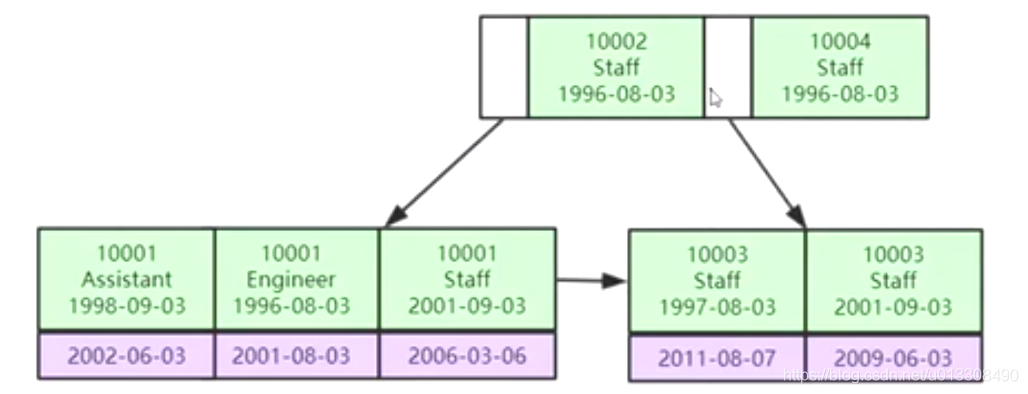 10002
Staff
1996-08-03
10004
Staff
1996-08-03
10001
Assistant
1998-09-03
2002-06-03
10001
Engineer
1996-08-03
2001-08-03
10001
Staff
2001-09-03
2006-03-06
10003
Staff
1997-08-03
2011-08-07
10003
Staff
2001-09-03
2009-06-03
https://blog.csdn.net/u013308490